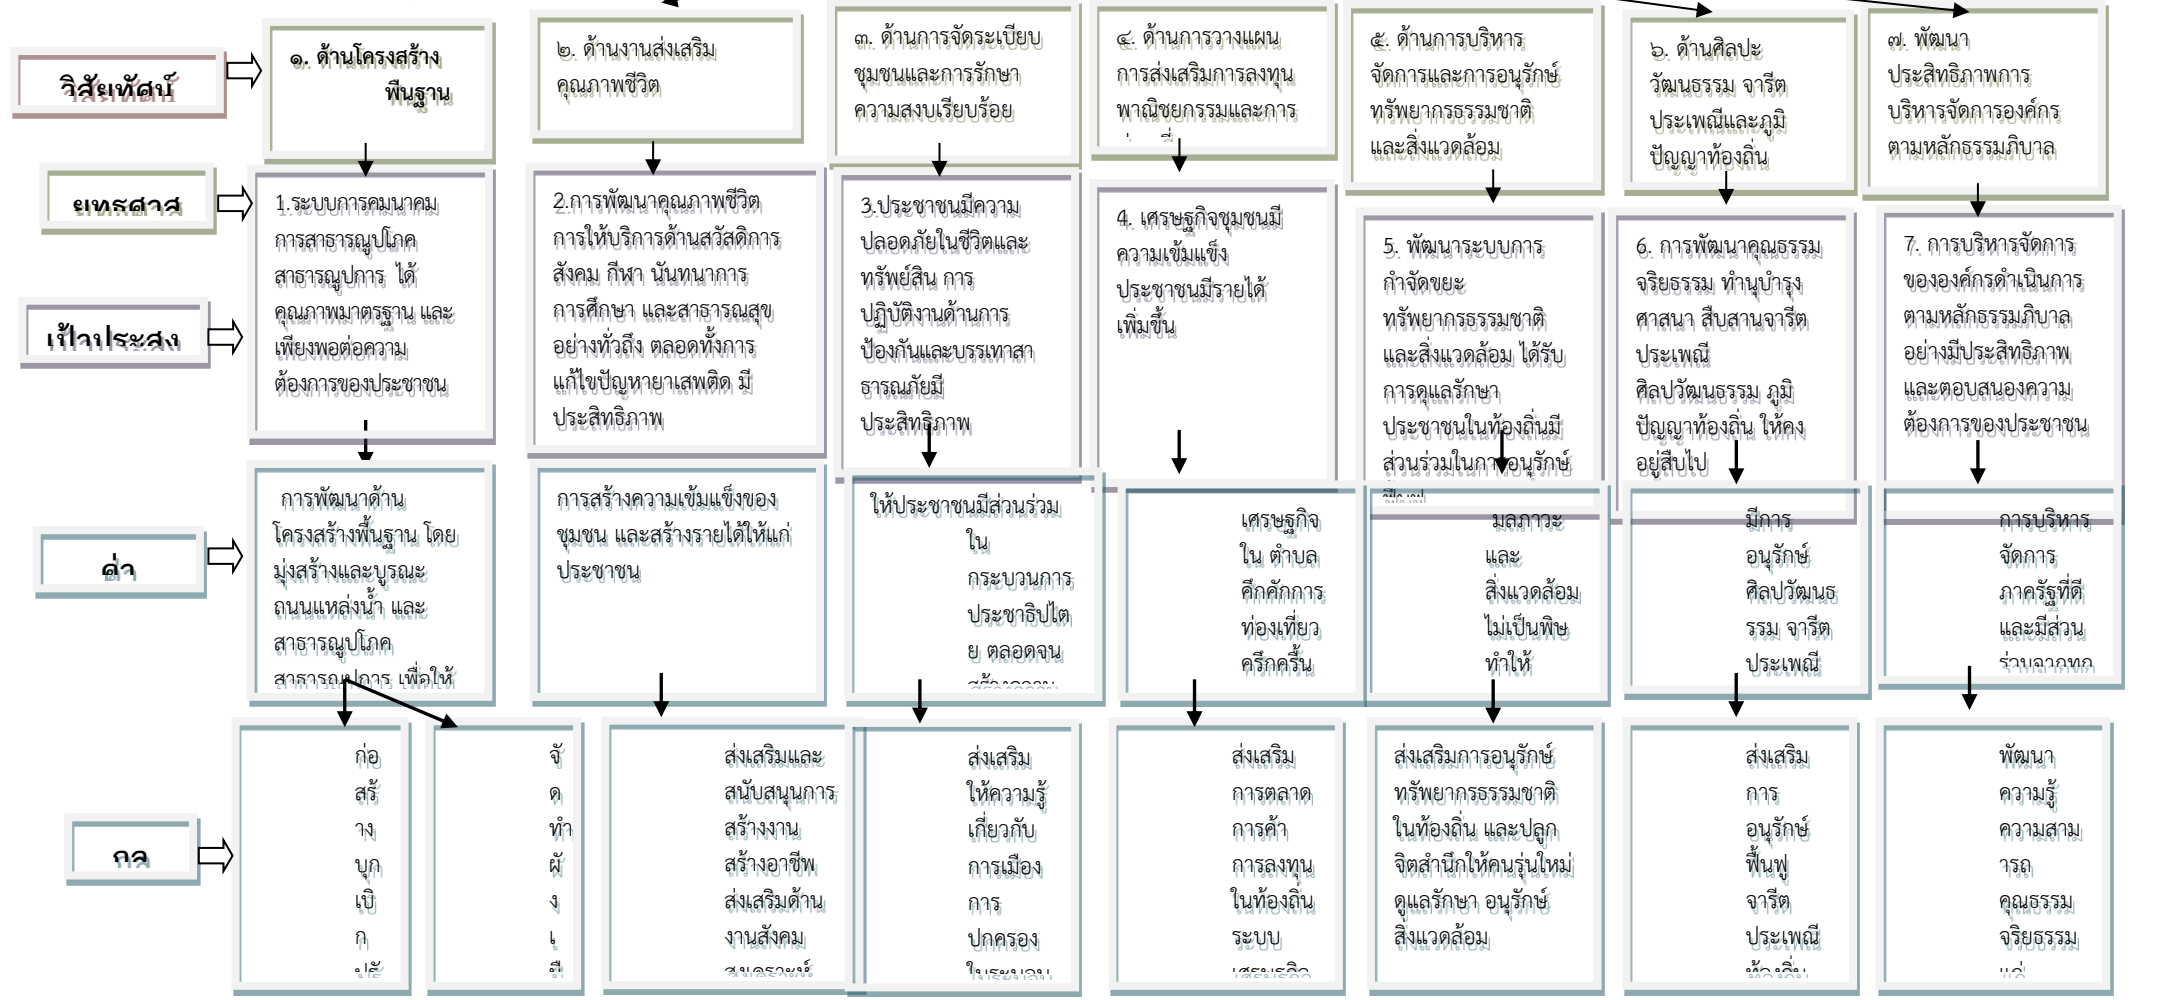 วิสัยทัศน์
๑. ด้านโครงสร้าง
พื้นฐาน
๒. ด้านงานส่งเสริม
คุณภาพชีวิต
๓. ด้านการจัดระเบียบ
ชุมชนและการรักษา
ความสงบเรียบร้อย
๔. ด้านการวางแผน
การส่งเสริมการลงทุน
พาณิชยกรรมและการ
๕. ด้านการบริหาร
จัดการและการอนุรักษ์
ทรัพยากรธรรมชาติ
และสิ่งแวดล้อม
๖. ด้านศิลปะ
วัฒนธรรม จารีต
ประเพณีและภูมิ
ปัญญาท้องถิ่น
๗. พัฒนา
ประสิทธิภาพการ
บริหารจัดการองค์กร
ตามหลักธรรมภิบาล
ยุทธศาส
เป้าประสง
1.ระบบการคมนาคม
การสาธารณูปโภค
สาธารณูปการ ได้
คุณภาพมาตรฐาน และ
เพียงพอต่อความ
ต้องการของประชาชน
2.การพัฒนาคุณภาพชีวิต
การให้บริการด้านสวัสดิการ
สังคม กีฬา นันทนาการ
การศึกษา และสาธารณสุข
อย่างทั่วถึง ตลอดทั้งการ
แก้ไขปัญหายาเสพติด มี
ประสิทธิภาพ
3.ประชาชนมีความ
ปลอดภัยในชีวิตและ
ทรัพย์สิน การ
ปฏิบัติงานด้านการ
ป้องกันและบรรเทาสา
ธารณภัยมี
ประสิทธิภาพ
4. เศรษฐกิจชุมชนมี
ความเข้มแข็ง
ประชาชนมีรายได้
เพิ่มขึ้น
5. พัฒนาระบบการ
กำจัดขยะ
ทรัพยากรธรรมชาติ
และสิ่งแวดล้อม ได้รับ
การดูแลรักษา
ประชาชนในท้องถิ่นมี
ส่วนร่วมในการอนุรักษ์
6. การพัฒนาคุณธรรม
จริยธรรม ทำนุบำรุง
ศาสนา สืบสานจารีต
ประเพณี
ศิลปวัฒนธรรม ภูมิ
ปัญญาท้องถิ่น ให้คง
อยู่สืบไป
7. การบริหารจัดการ
ขององค์กรดำเนินการ
ตามหลักธรรมภิบาล
อย่างมีประสิทธิภาพ
และตอบสนองความ
ต้องการของประชาชน
ค่า
การพัฒนาด้าน
โครงสร้างพื้นฐาน โดย
มุ่งสร้างและบูรณะ
ถนนแหล่งน้ำ และ
สาธารณูปโภค
สาธารณูปการ เพื่อให้
การสร้างความเข้มแข็งของ
ชุมชน และสร้างรายได้ให้แก่
ประชาชน
ให้ประชาชนมีส่วนร่วม
ใน
กระบวนการ
ประชาธิปไต
ย ตลอดจน
เศรษฐกิจ
ใน ตำบล
คึกคักการ
ท่องเที่ยว
ครึกครื้น
มลภาวะ
และ
สิ่งแวดล้อม
ไม่เป็นพิษ
ทำให้
มีการ
อนุรักษ์
ศิลปวัฒนธ
รรม จารีต
ประเพณี
การบริหาร
จัดการ
ภาครัฐที่ดี
และมีส่วน
ร่วมจากทุก
กล
ก่อ
สร้
าง
บุก
เบิ
ก
จั
ด
ทำ
ผั
ง
เ
ส่งเสริมและ
สนับสนุนการ
สร้างงาน
สร้างอาชีพ
ส่งเสริมด้าน
งานสังคม
สงเคราะห์
ส่งเสริม
ให้ความรู้
เกี่ยวกับ
การเมือง
การ
ปกครอง
ในระบอบ
ส่งเสริม
การตลาด
การค้า
การลงทุน
ในท้องถิ่น
ระบบ
เศรษฐกิจ
ส่งเสริมการอนุรักษ์
ทรัพยากรธรรมชาติ
ในท้องถิ่น และปลูก
จิตสำนึกให้คนรุ่นใหม่
ดูแลรักษา อนุรักษ์
สิ่งแวดล้อม
ส่งเสริม
การ
อนุรักษ์
ฟื้นฟู
จารีต
ประเพณี
ท้องถิ่น
พัฒนา
ความรู้
ความสาม
ารถ
คุณธรรม
จริยธรรม
แก่